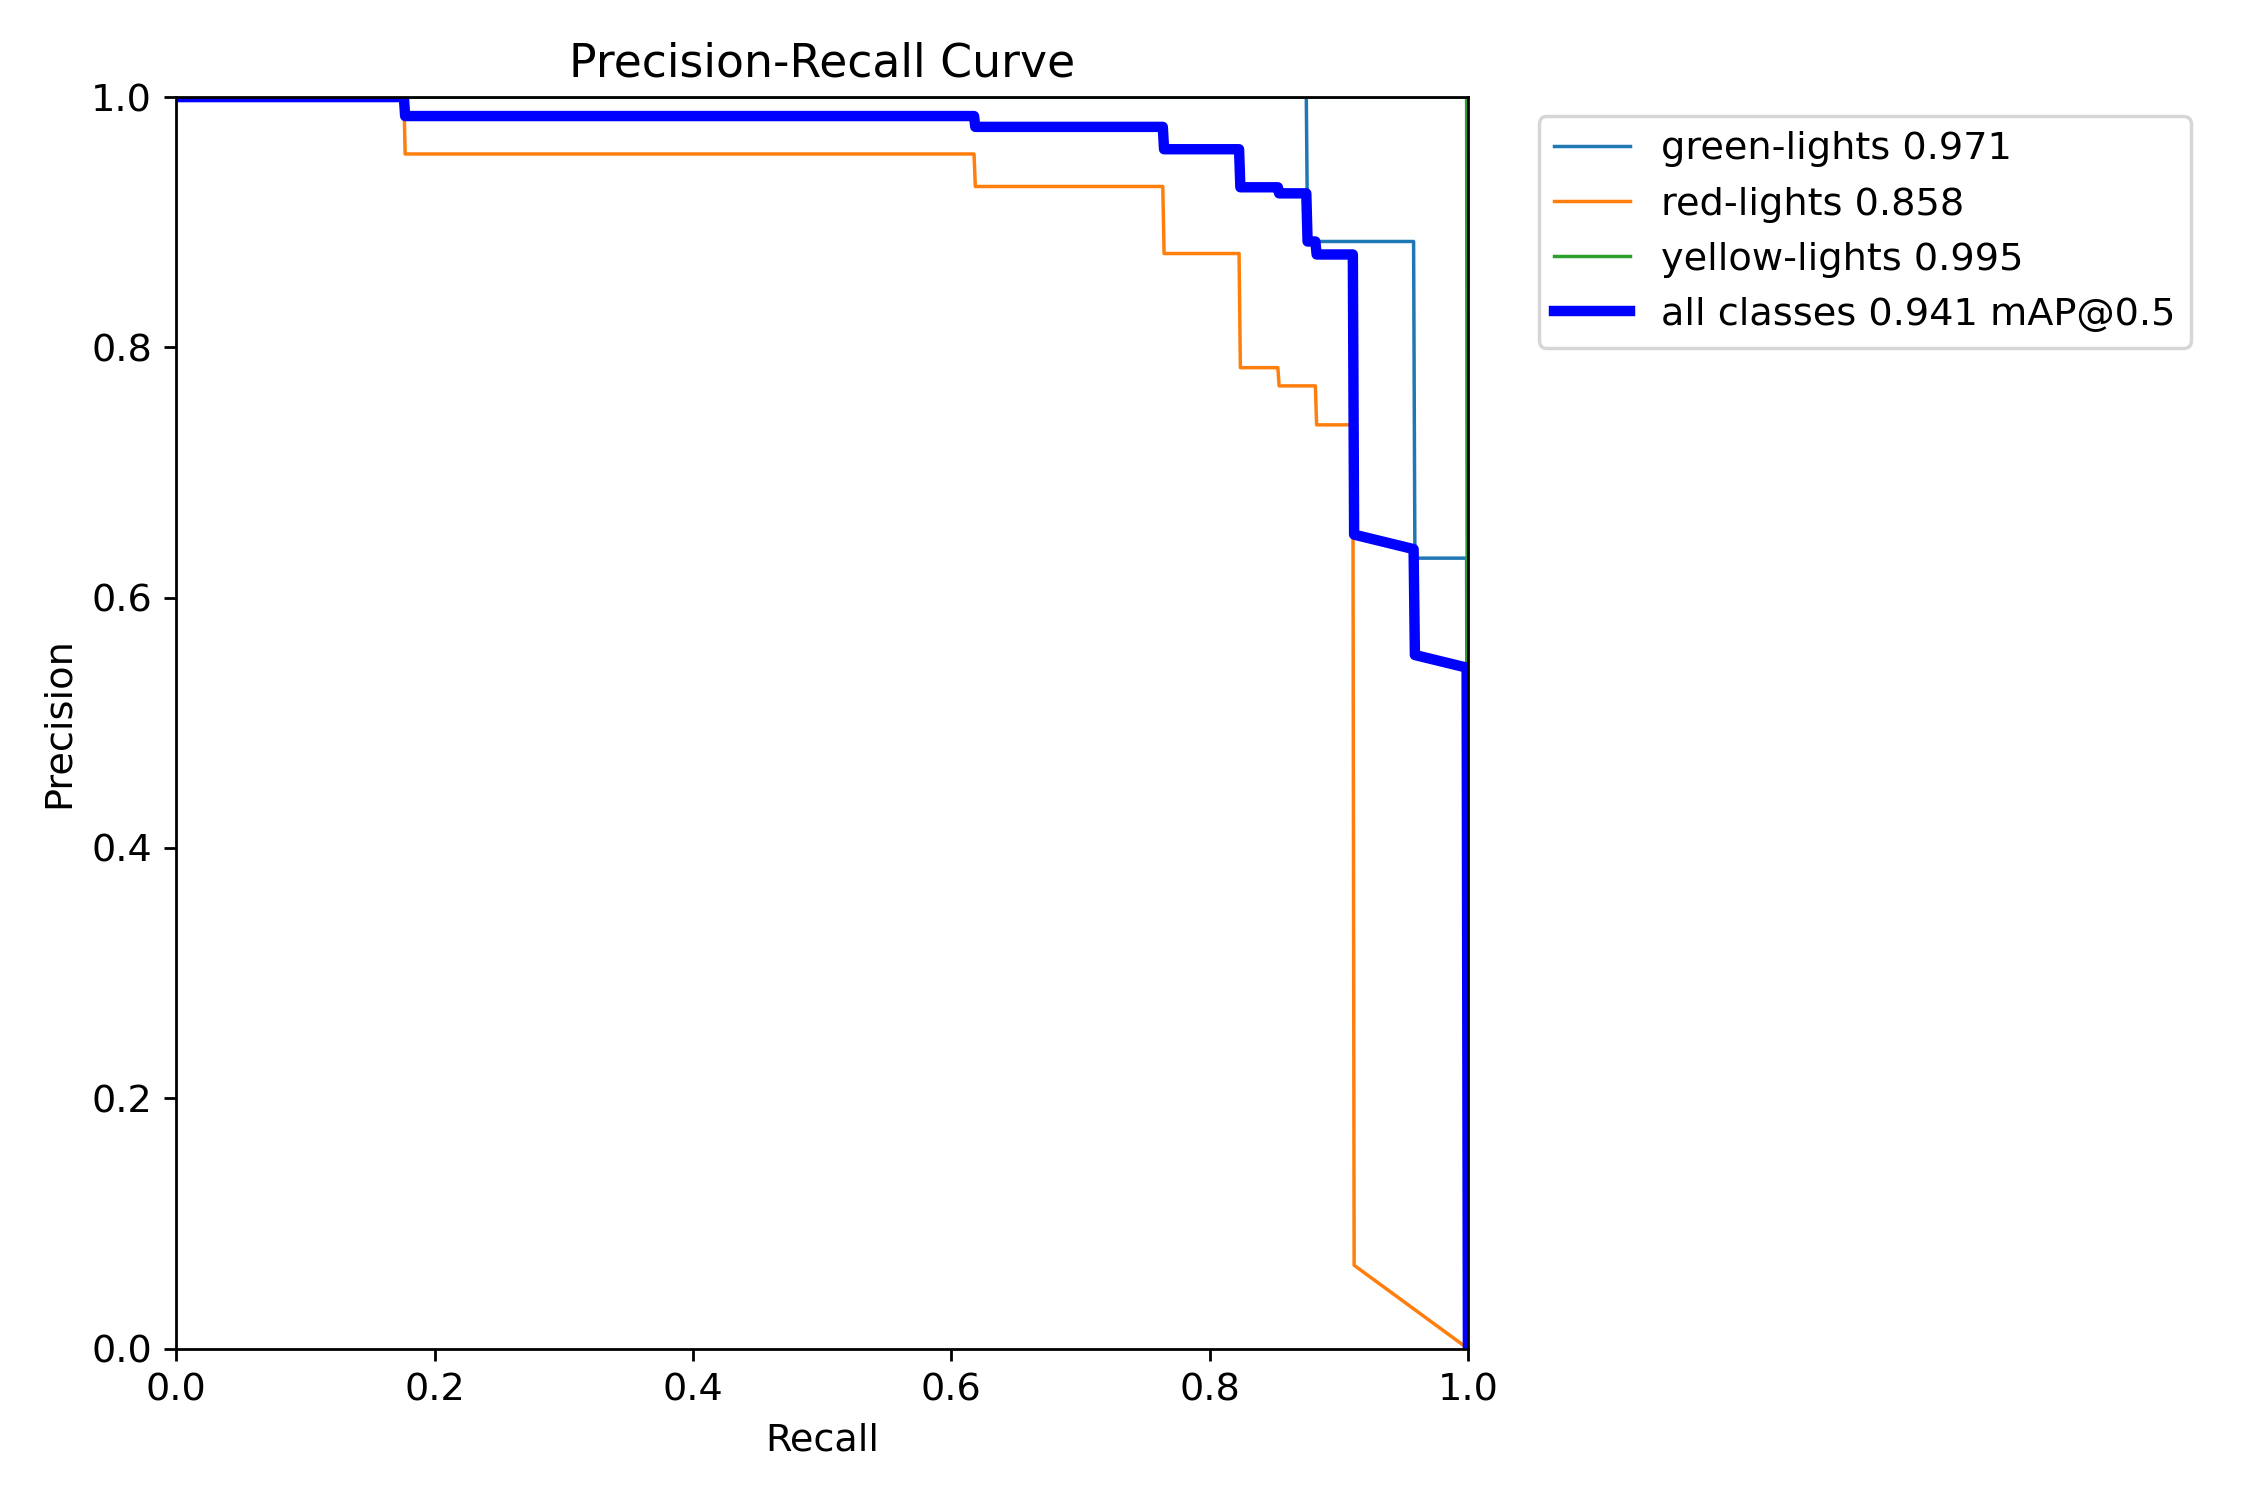 Precision-Recall Curve
1.0
0.8
0.6
0.4
0.2
0.0
Precision
0.0 0.2 0.4 0.6 0.8 1.0
Recall
green-lights 0.971
red-lights 0.858
yellow-lights 0.995
all classes 0.941 mAP@0.5